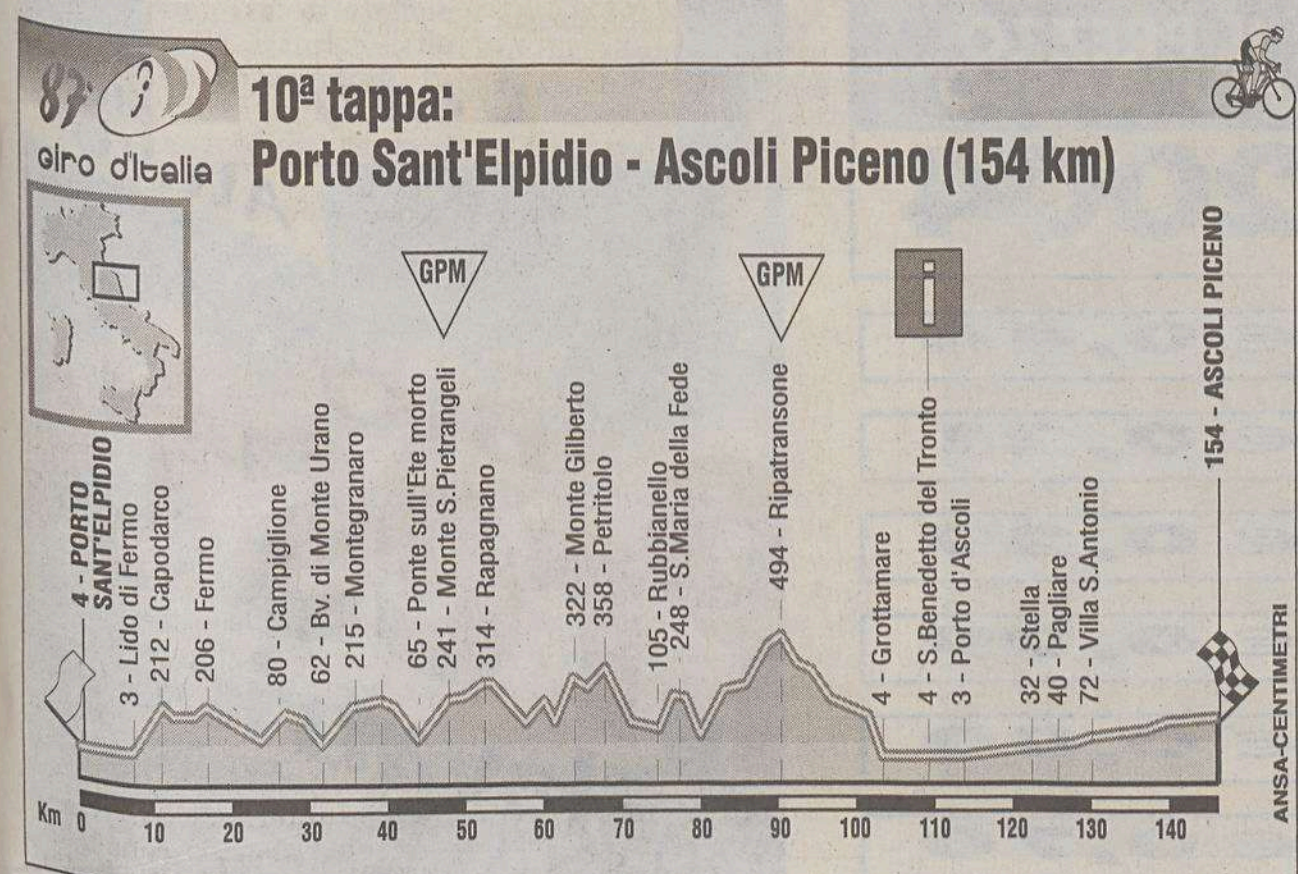 87°
Giro d'Italia
10ª tappa:
Porto Sant'Elpidio - Ascoli Piceno (154 km)
GPM
GPM
i
4 - PORTO
SANT'ELPIDIO
3 - Lido di Fermo
212 - Capodarco
206 - Fermo
80 - Campiglione
62 - Bv. di Monte Urano
215 - Montegranaro
65 - Ponte sull'Ete morto
241 - Monte S.Pietrangeli
314 - Rapagnano
322 - Monte Gilberto
358 - Petritolo
105 - Rubbianello
248 - S.Maria della Fede
494 - Ripatransone
4 - Grottamare
4 - S.Benedetto del Tronto
3 - Porto d'Ascoli
32 - Stella
40 - Pagliare
72 - Villa S.Antonio
154 - ASCOLI PICENO
Km 0 10 20 30 40 50 60 70 80 90 100 110 120 130 140
ANSA-CENTIMETRI